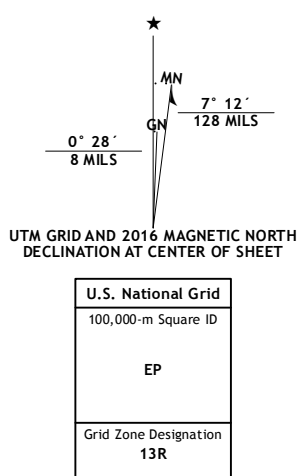 ★
MN
GN
7° 12´
128 MILS
0° 28´
8 MILS
UTM GRID AND 2016 MAGNETIC NORTH
DECLINATION AT CENTER OF SHEET
U.S. National Grid
100,000-m Square ID
EP
Grid Zone Designation
13R